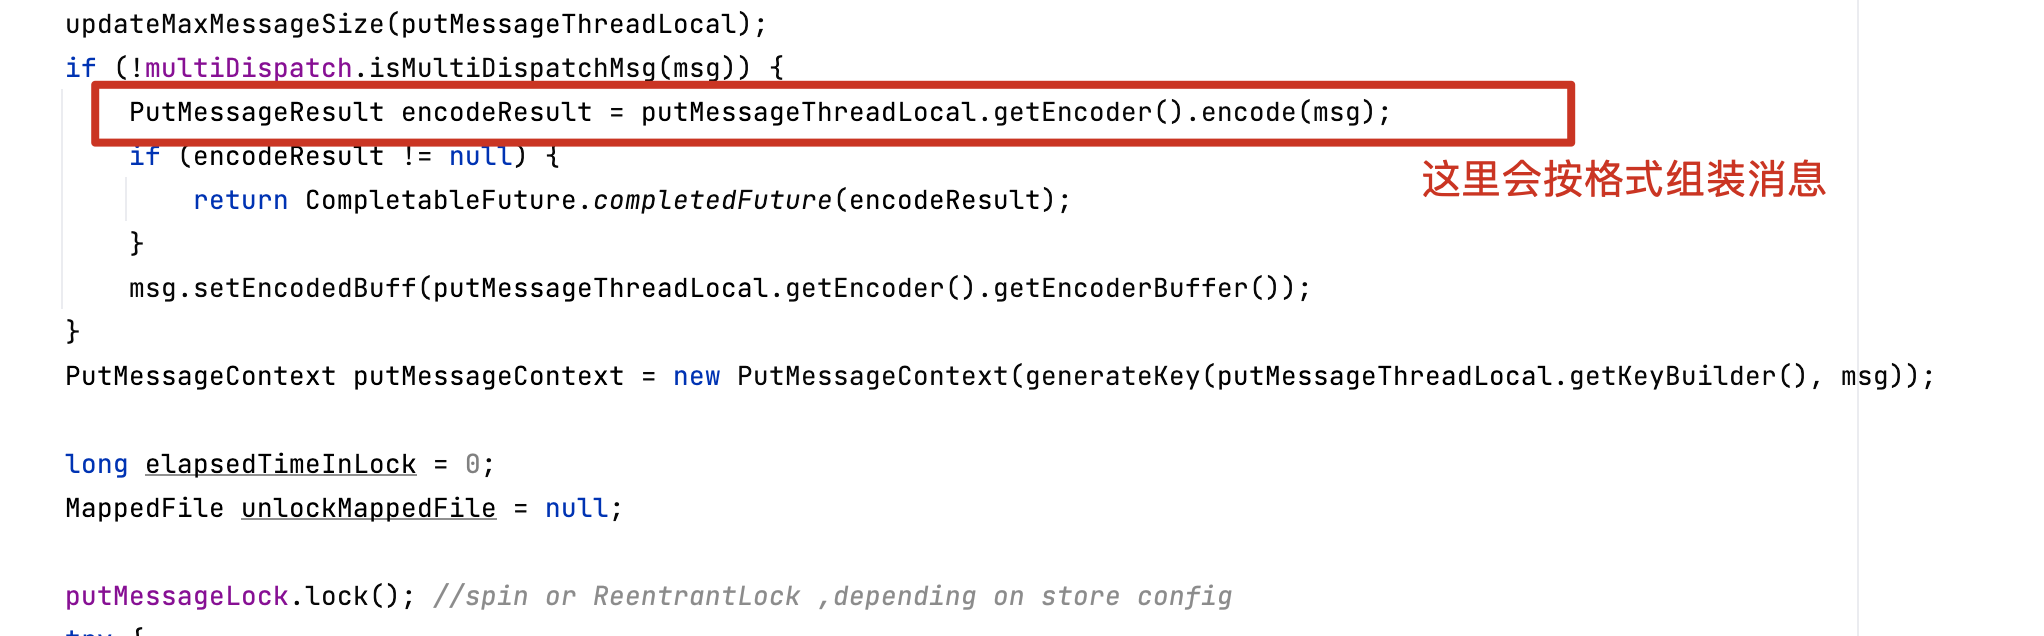 updateMaxMessageSize(putMessageThreadLocal);
if (!multiDispatch.isMultiDispatchMsg(msg)) {
PutMessageResult encodeResult = putMessageThreadLocal.getEncoder().encode(msg);
if (encodeResult != null) {
这里会按格式组装消息
return CompletableFuture.completedFuture(encodeResult);
}
msg.setEncodedBuff(putMessageThreadLocal.getEncoder().getEncoderBuffer());
}
PutMessageContext putMessageContext = new PutMessageContext(generateKey(putMessageThreadLocal.getKeyBuilder(), msg));
long elapsedTimeInLock = 0;
MappedFile unlockMappedFile = null;
putMessageLock.lock(); //spin or ReentrantLock ,depending on store config
try {